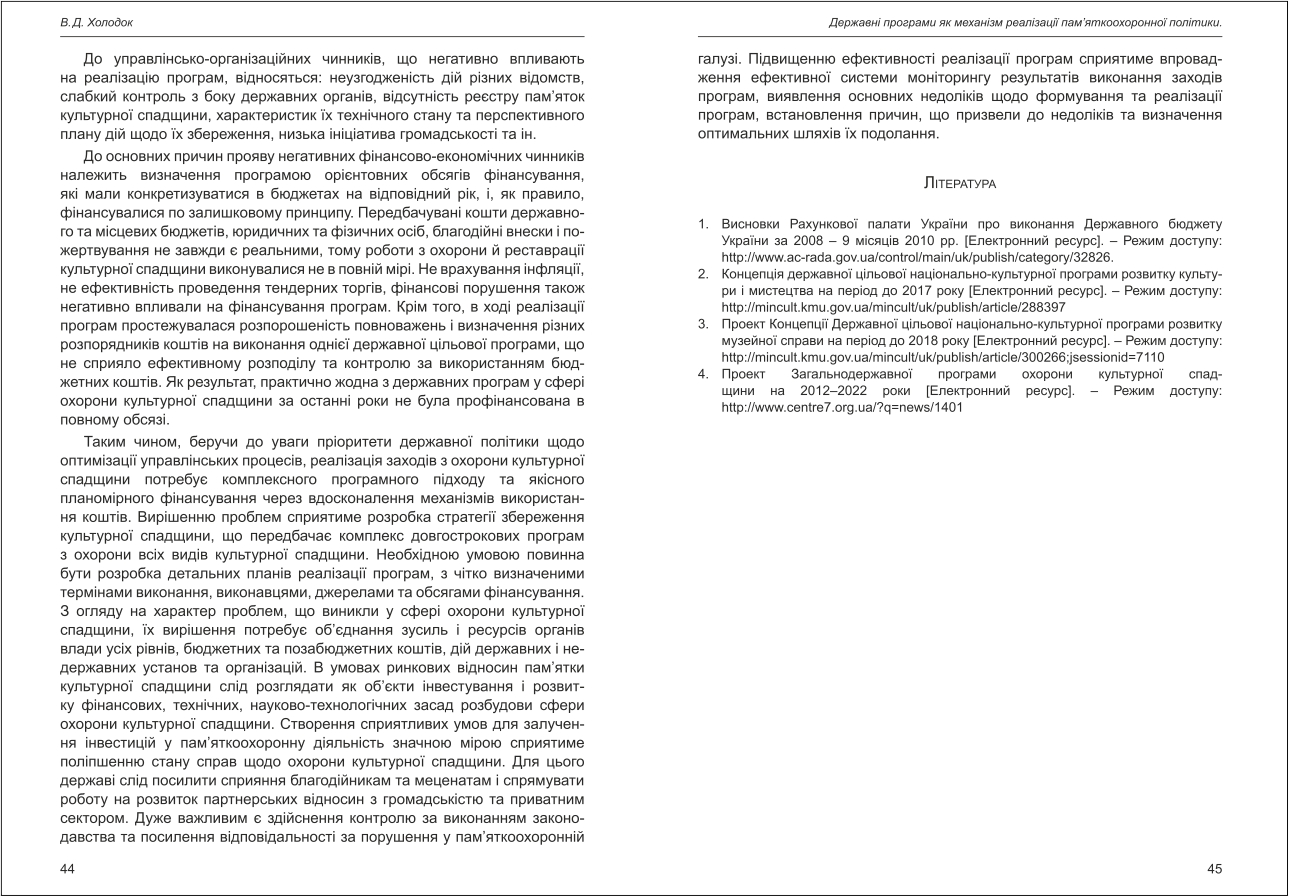 В. Д. Холодок
До управлінсько-організаційних чинників, що негативно впливають
на реалізацію програм, відносяться: неузгодженість дій різних відомств,
слабкий контроль з боку державних органів, відсутність реєстру пам’яток
культурної спадщини, характеристик їх технічного стану та перспективного
плану дій щодо їх збереження, низька ініціатива громадськості та ін.
До основних причин прояву негативних фінансово-економічних чинників
належить визначення програмою орієнтовних обсягів фінансування,
які мали конкретизуватися в бюджетах на відповідний рік, і, як правило,
фінансувалися по залишковому принципу. Передбачувані кошти державно-
го та місцевих бюджетів, юридичних та фізичних осіб, благодійні внески і по-
жертвування не завжди є реальними, тому роботи з охорони й реставрації
культурної спадщини виконувалися не в повній мірі. Не врахування інфляції,
не ефективність проведення тендерних торгів, фінансові порушення також
негативно впливали на фінансування програм. Крім того, в ході реалізації
програм простежувалася розпорошеність повноважень і визначення різних
розпорядників коштів на виконання однієї державної цільової програми, що
не сприяло ефективному розподілу та контролю за використанням бюд-
жетних коштів. Як результат, практично жодна з державних програм у сфері
охорони культурної спадщини за останні роки не була профінансована в
повному обсязі.
Таким чином, беручи до уваги пріоритети державної політики щодо
оптимізації управлінських процесів, реалізація заходів з охорони культурної
спадщини потребує комплексного програмного підходу та якісного
планомірного фінансування через вдосконалення механізмів використан-
ня коштів. Вирішенню проблем сприятиме розробка стратегії збереження
культурної спадщини, що передбачає комплекс довгострокових програм
з охорони всіх видів культурної спадщини. Необхідною умовою повинна
бути розробка детальних планів реалізації програм, з чітко визначеними
термінами виконання, виконавцями, джерелами та обсягами фінансування.
З огляду на характер проблем, що виникли у сфері охорони культурної
спадщини, їх вирішення потребує об’єднання зусиль і ресурсів органів
влади усіх рівнів, бюджетних та позабюджетних коштів, дій державних і не-
державних установ та організацій. В умовах ринкових відносин пам’ятки
культурної спадщини слід розглядати як об’єкти інвестування і розвит-
ку фінансових, технічних, науково-технологічних засад розбудови сфери
охорони культурної спадщини. Створення сприятливих умов для залучен-
ня інвестицій у пам’яткоохоронну діяльність значною мірою сприятиме
поліпшенню стану справ щодо охорони культурної спадщини. Для цього
державі слід посилити сприяння благодійникам та меценатам і спрямувати
роботу на розвиток партнерських відносин з громадськістю та приватним
сектором. Дуже важливим є здійснення контролю за виконанням законо-
давства та посилення відповідальності за порушення у пам’яткоохоронній
44
Державні програми як механізм реалізації пам’яткоохоронної політики.
галузі. Підвищенню ефективності реалізації програм сприятиме впровад-
ження ефективної системи моніторингу результатів виконання заходів
програм, виявлення основних недоліків щодо формування та реалізації
програм, встановлення причин, що призвели до недоліків та визначення
оптимальних шляхів їх подолання.
Література
1. Висновки Рахункової палати України про виконання Державного бюджету
України за 2008 – 9 місяців 2010 рр. [Електронний ресурс]. – Режим доступу:
http://www.ac-rada.gov.ua/control/main/uk/publish/category/32826.
2. Концепція державної цільової національно-культурної програми розвитку культу-
ри і мистецтва на період до 2017 року [Електронний ресурс]. – Режим доступу:
http://mincult.kmu.gov.ua/mincult/uk/publish/article/288397
3. Проект Концепції Державної цільової національно-культурної програми розвитку
музейної справи на період до 2018 року [Електронний ресурс]. – Режим доступу:
http://mincult.kmu.gov.ua/mincult/uk/publish/article/300266;jsessionid=7110
4. Проект Загальнодержавної програми охорони культурної спад-
щини на 2012–2022 роки [Електронний ресурс]. – Режим доступу:
http://www.centre7.org.ua/?q=news/1401
45